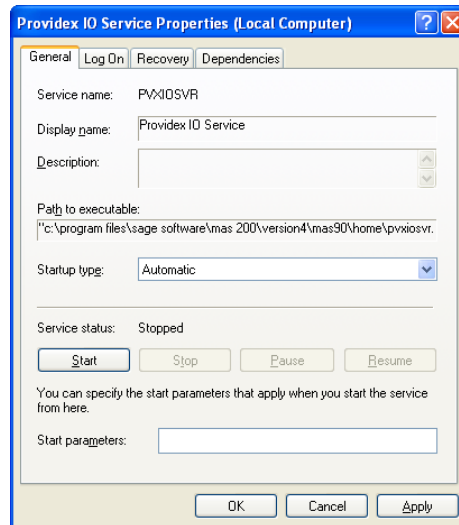 Providex IO Service Properties (Local Computer)
General Log On Recovery Dependencies
Service name: PVXIOSVR
Display name: Providex IO Service
Description:
Path to executable:
"c:\program files\sage software\mas 200\version4\mas90\home\pvxiosvr.
Startup type: Automatic
Service status: Stopped
Start Stop Pause Resume
You can specify the start parameters that apply when you start the service
from here.
Start parameters:
OK Cancel Apply